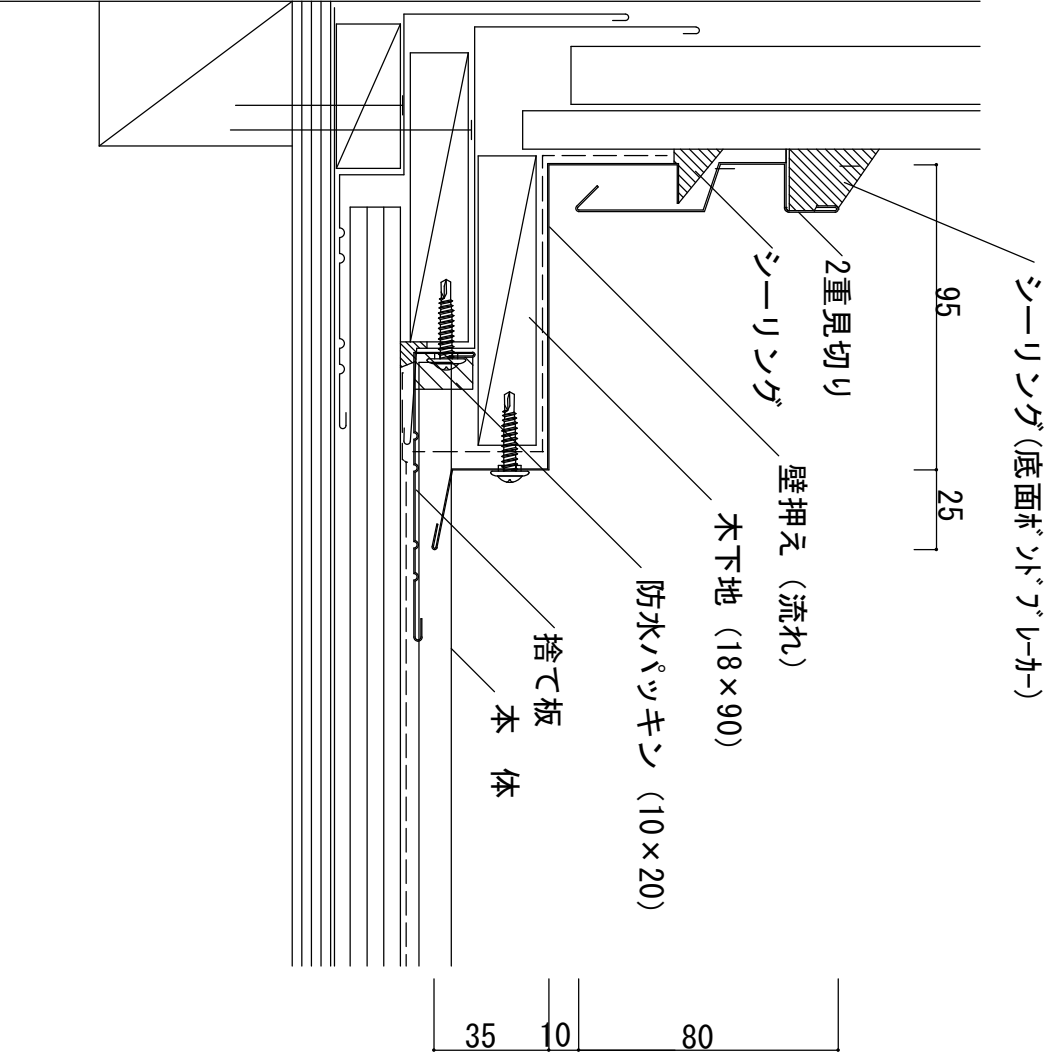 シーリング(底面ﾎﾞﾝﾄﾞﾌﾞﾚｰｶｰ)
2重見切り
シーリング
壁押え (流れ)
木下地 (18×90)
防水パッキン (10×20)
捨て板
本 体
95
25
35
10
80